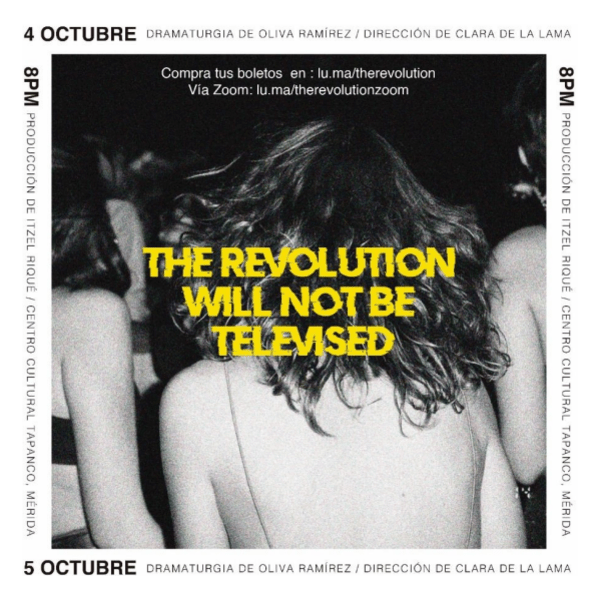 4 OCTUBRE DRAMATURGIA DE OLIVA RAMÍREZ / DIRECCIÓN DE CLARA DE LA LAMA
8PM PRODUCCIÓN DE ITZEL RIQUÉ / CENTRO CULTURAL TAPANCO, MÉRIDA
Compra tus boletos en : lu.ma/therevolution
Vía Zoom: lu.ma/therevolutionzoom
THE REVOLUTION
WILL NOT BE
TELEVISED
8PM PRODUCCIÓN DE ITZEL RIQUÉ / CENTRO CULTURAL TAPANCO, MÉRIDA
5 OCTUBRE DRAMATURGIA DE OLIVA RAMÍREZ / DIRECCIÓN DE CLARA DE LA LAMA